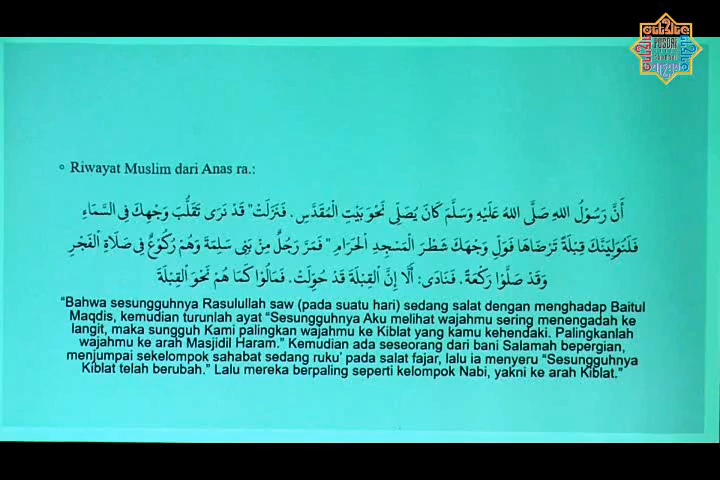 PUSDAI
◦ Riwayat Muslim dari Anas ra.:
أَنَّ رَسُوْلُ اللهِ صَلَّى اللهُ عَلَيْهِ وَسَلَّمَ كَانَ يُصَلِّى نَحْوَ بَيْتِ الْمُقَدَّسِ. فَنَزَلَتْ" قَدْ نَرَى تَقَلُّبَ وَجْهِكَ فِى السَّمَاءِ
فَلَنُوَلِيَنَّكَ قِبْلَةً تَرْضَاهَا فَوَلِّ وَجْهَكَ شَطْرَ الْمَسْجِدِ الْحَرَامِ " فَمَرَّ رَجُلٌ مِنْ بَنِى سَلِمَةَ وَهُمْ رُكُوْعٌ فِى صَلَاةِ الْفَجْرِ
وَقَدْ صَلَّوْا رَكْعَةً. فَنَادَى: أَلَا إِنَّ الْقِبْلَةَ قَدْ حُوِلَتْ. فَمَالُوْا كَمَا هُمْ نَحْوَ الْقِبْلَةِ
“Bahwa sesungguhnya Rasulullah saw (pada suatu hari) sedang salat dengan menghadap Baitul
Maqdis, kemudian turunlah ayat “Sesungguhnya Aku melihat wajahmu sering menengadah ke
langit, maka sungguh Kami palingkan wajahmu ke Kiblat yang kamu kehendaki. Palingkanlah
wajahmu ke arah Masjidil Haram.” Kemudian ada seseorang dari bani Salamah bepergian,
menjumpai sekelompok sahabat sedang ruku’ pada salat fajar, lalu ia menyeru “Sesungguhnya
Kiblat telah berubah.” Lalu mereka berpaling seperti kelompok Nabi, yakni ke arah Kiblat.”